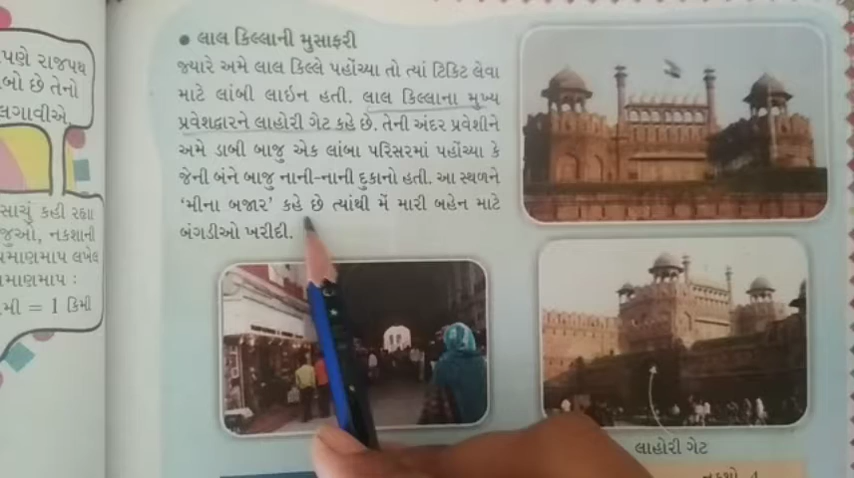 પણે રાજપથ
બો છે તેનો
લગાવીએ.
સાચું કહી રહ્યા
જુઓ, નકશાની
પ્રમાણમાપ લખેલ
માણમાપ :
મી = 1 કિમી
• લાલ કિલ્લાની મુસાફરી
જ્યારે અમે લાલ કિલ્લે પહોંચ્યા તો ત્યાં ટિકિટ લેવા
માટે લાંબી લાઇન હતી. લાલ કિલ્લાના મુખ્ય
પ્રવેશદ્વારને લાહોરી ગેટ કહે છે. તેની અંદર પ્રવેશીને
અમે ડાબી બાજુ એક લાંબા પરિસરમાં પહોંચ્યા કે
જેની બંને બાજુ નાની-નાની દુકાનો હતી. આ સ્થળને
‘મીના બજાર’ કહે છે ત્યાંથી મેં મારી બહેન માટે
બંગડીઓ ખરીદી.
લાહોરી ગેટ